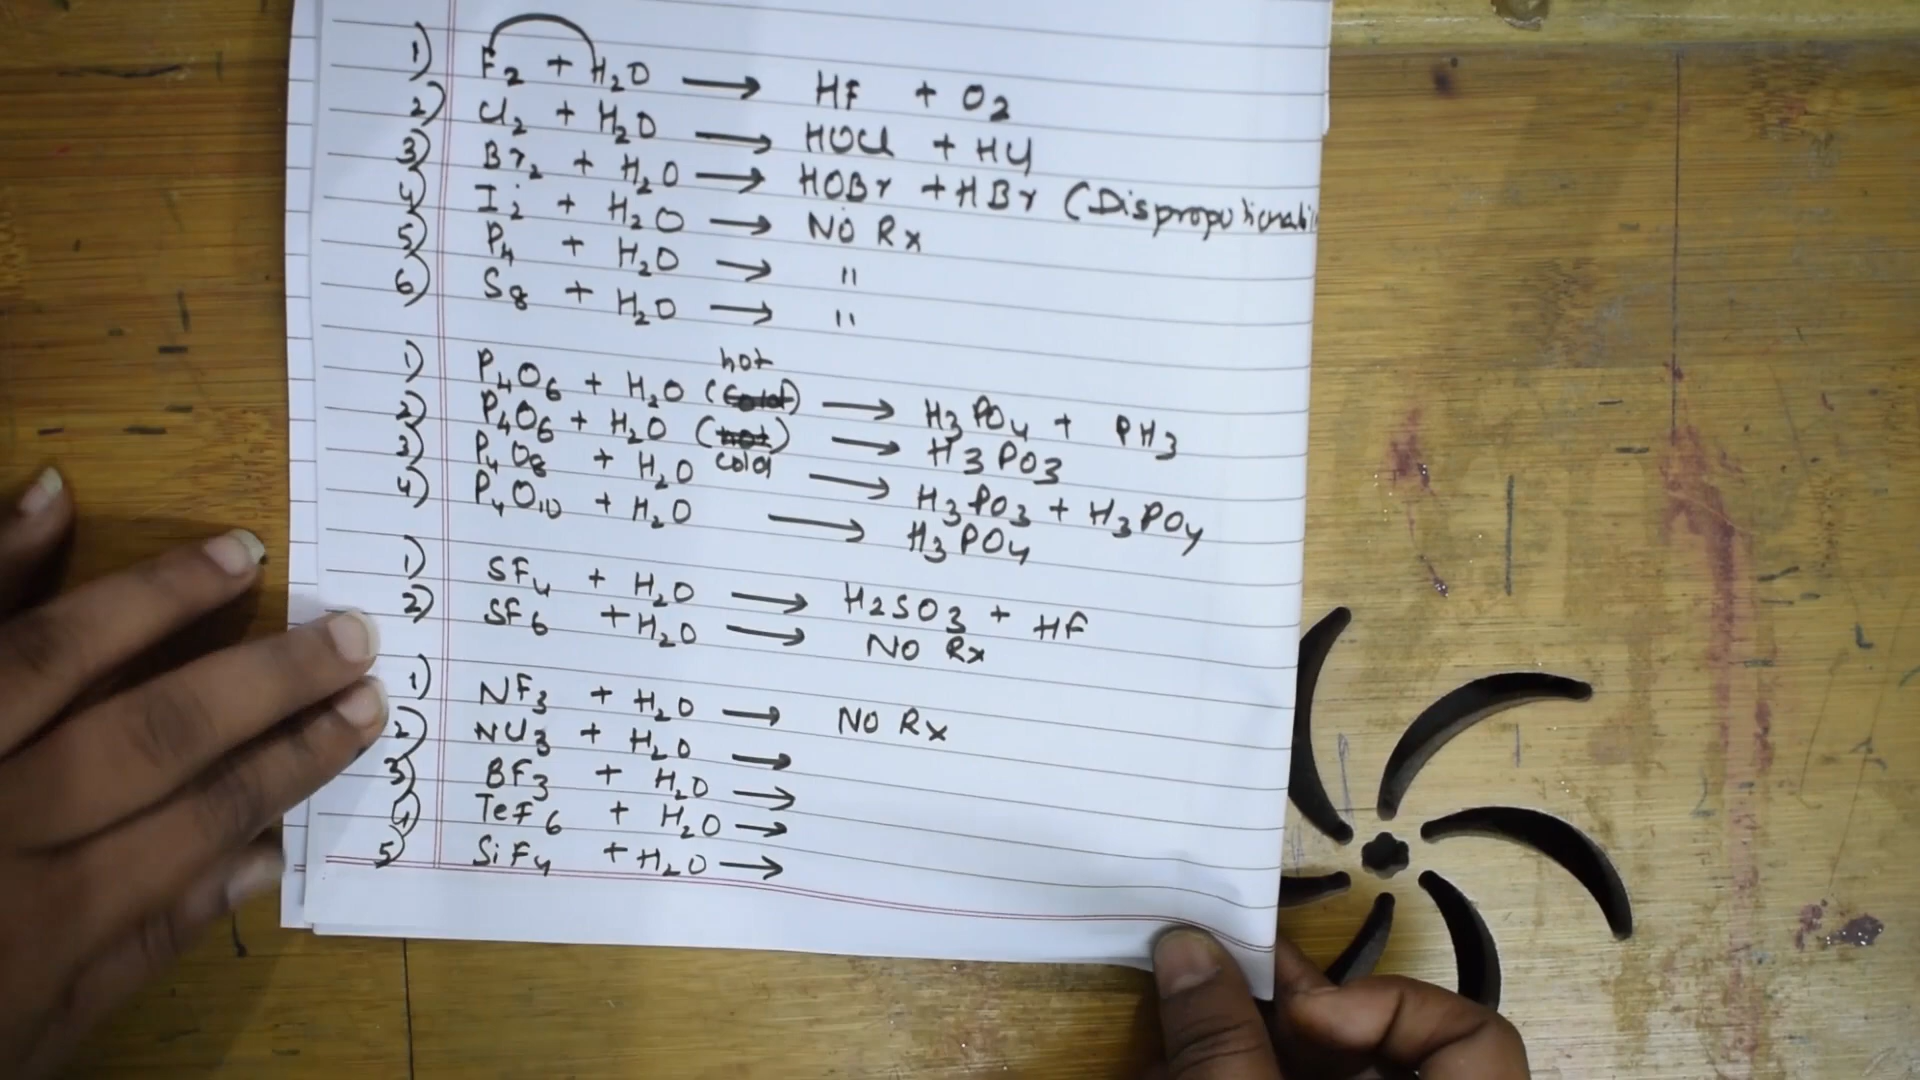 1) F2 + H2O → HF + O2
2) Cl2 + H2O → HOCl + HCl
3) Br2 + H2O → HOBr + HBr (Disproportionati
4) I2 + H2O → NO Rx
5) P4 + H2O → "
6) S8 + H2O → "
hot
1) P4O6 + H2O (cold) → H3PO4 + PH3
2) P4O6 + H2O (hot) → H3PO3
cold
3) P4O8 + H2O → H3PO3 + H3PO4
4) P4O10 + H2O → H3PO4
1) SF4 + H2O → H2SO3 + HF
2) SF6 + H2O → NO Rx
1) NF3 + H2O → NO Rx
2) NCl3 + H2O →
3) BF3 + H2O →
4) TeF6 + H2O →
5) SiF4 + H2O →